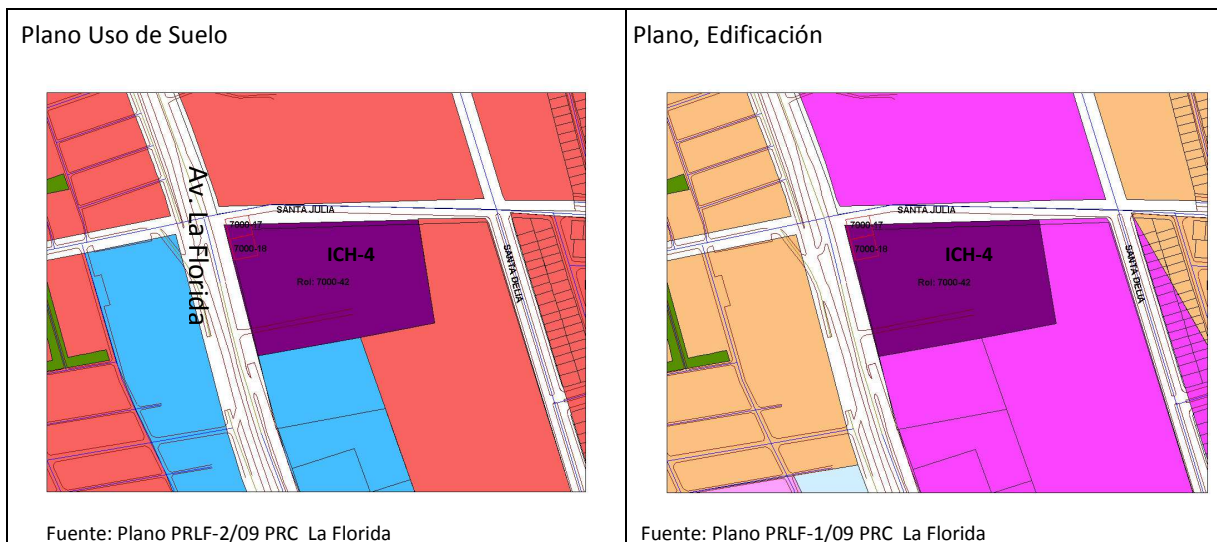 Plano Uso de Suelo
Av. La Florida
SANTA JULIA
7000-17
7000-18
ICH-4
Rol: 7000-42
SANTA DELIA
Fuente: Plano PRLF-2/09 PRC La Florida
Plano, Edificación
SANTA JULIA
7000-17
7000-18
ICH-4
Rol: 7000-42
SANTA DELIA
Fuente: Plano PRLF-1/09 PRC La Florida